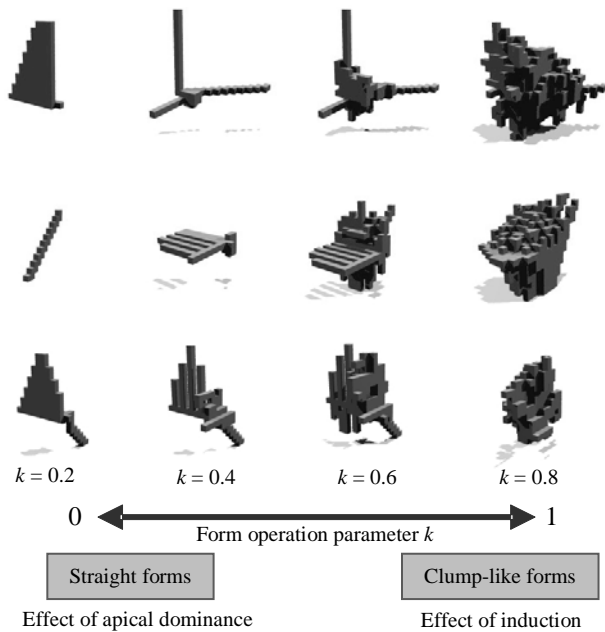 k = 0.2
k = 0.4
k = 0.6
k = 0.8
0
1
Form operation parameter k
Straight forms
Clump-like forms
Effect of apical dominance
Effect of induction